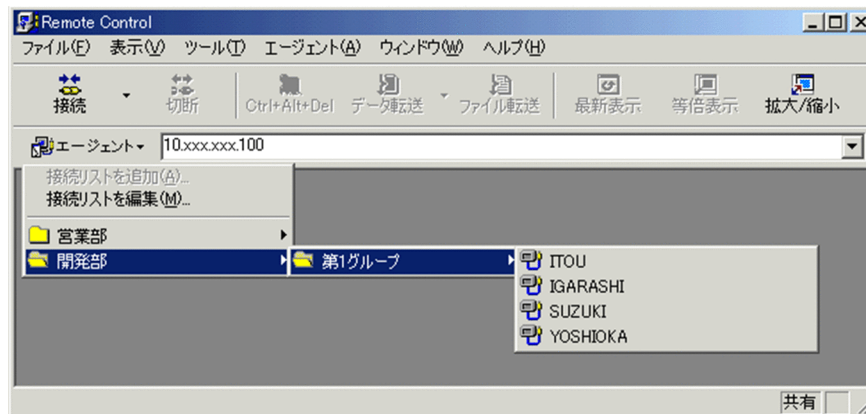 Remote Control
ファイル(F) 表示(V) ツール(T) エージェント(A) ウィンドウ(W) ヘルプ(H)
接続 切断 Ctrl+Alt+Del データ転送 ファイル転送 最新表示 等倍表示 拡大/縮小
エージェント 10.xxx.xxx.100
接続リストを追加(A)...
接続リストを編集(M)...
営業部
開発部 第1グループ ITOU
IGARASHI
SUZUKI
YOSHIOKA
共有